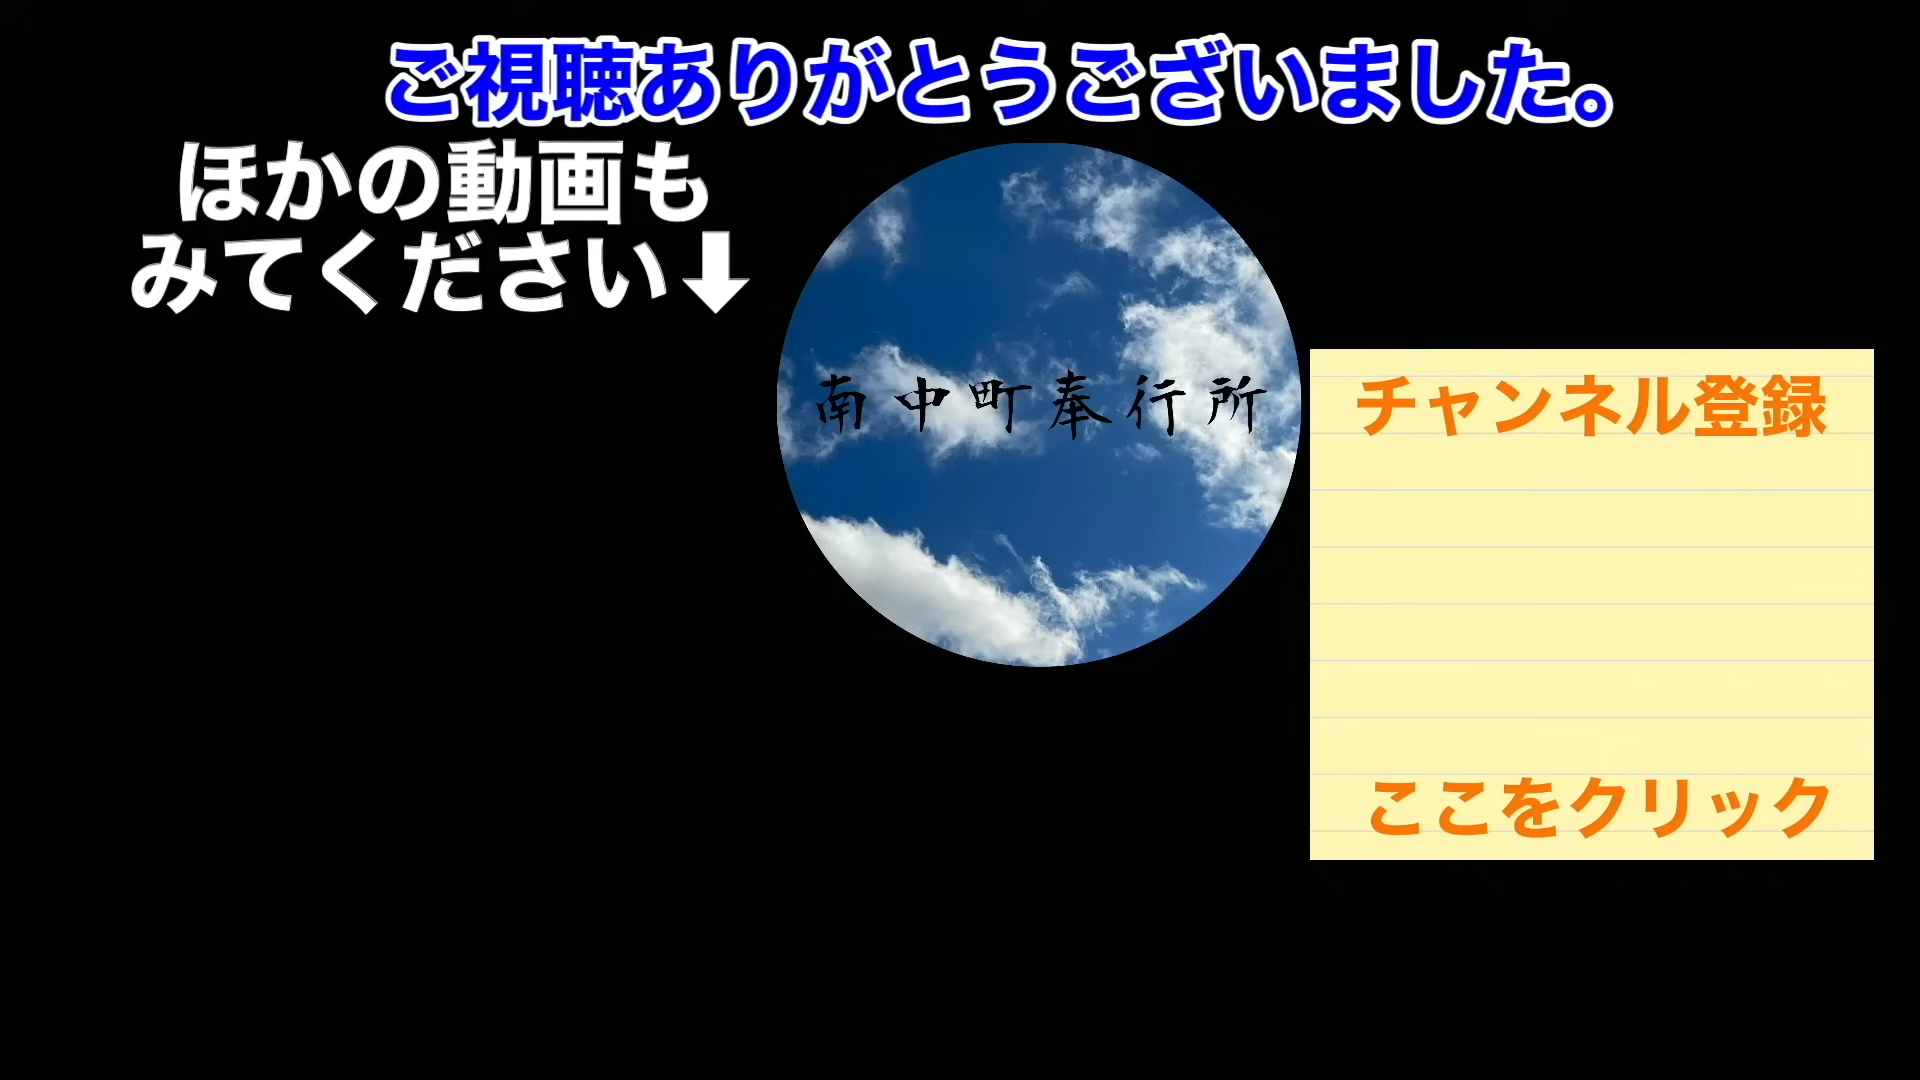 ご視聴ありがとうございました。
ほかの動画も
みてください⬇
南中町奉行所
チャンネル登録
ここをクリック